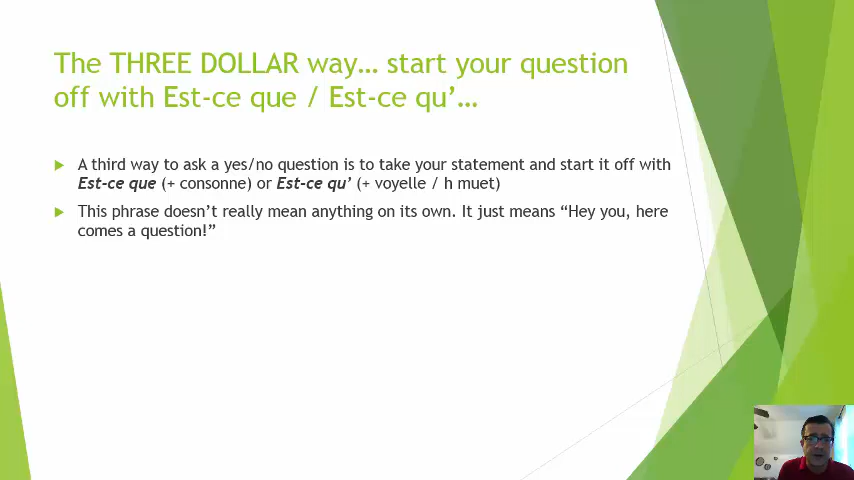 The THREE DOLLAR way… start your question
off with Est-ce que / Est-ce qu’…
A third way to ask a yes/no question is to take your statement and start it off with
Est-ce que (+ consonne) or Est-ce qu’ (+ voyelle / h muet)
This phrase doesn’t really mean anything on its own. It just means “Hey you, here
comes a question!”